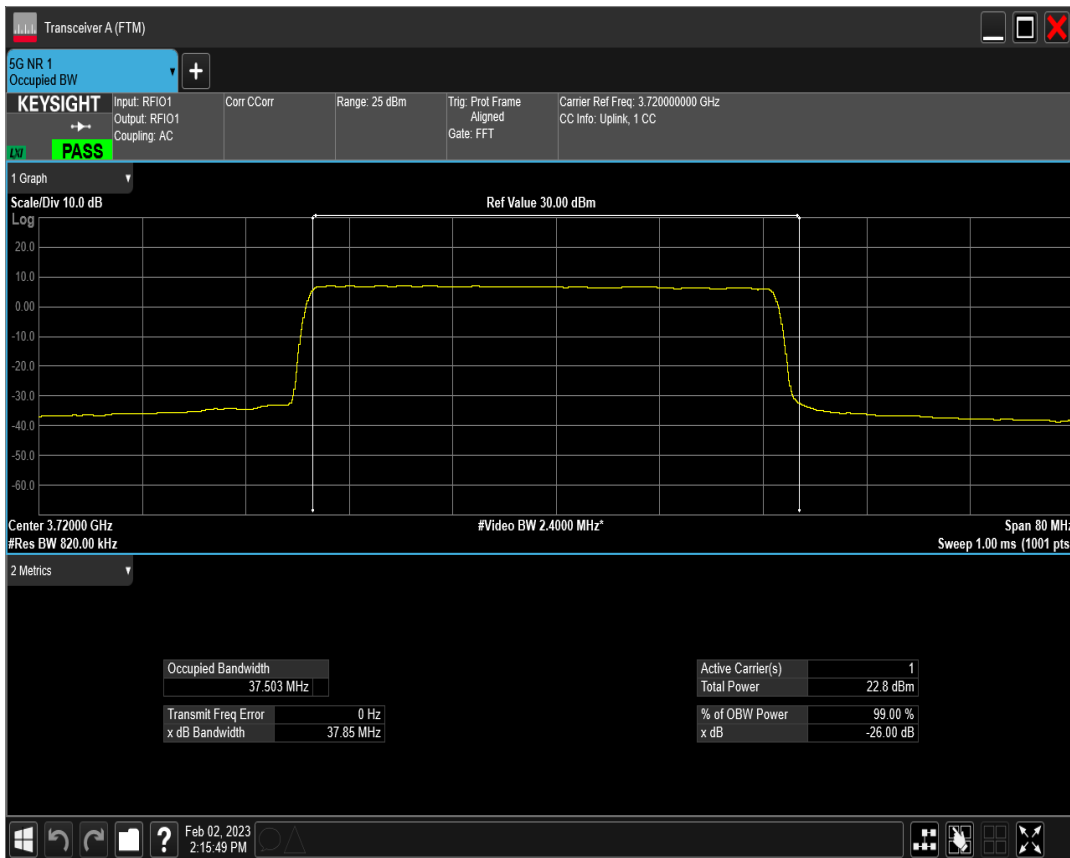 Transceiver A (FTM)
5G NR 1
Occupied BW
+
KEYSIGHT
LXI
PASS
Input: RFIO1
Output: RFIO1
Coupling: AC
Corr CCorr
Range: 25 dBm
Trig: Prot Frame
Aligned
Gate: FFT
Carrier Ref Freq: 3.720000000 GHz
CC Info: Uplink, 1 CC
1 Graph
Scale/Div 10.0 dB
Ref Value 30.00 dBm
Log
20.0
10.0
0.00
-10.0
-20.0
-30.0
-40.0
-50.0
-60.0
Center 3.72000 GHz
#Video BW 2.4000 MHz*
Span 80 MHz
#Res BW 820.00 kHz
Sweep 1.00 ms (1001 pts
2 Metrics
Occupied Bandwidth
37.503 MHz
Transmit Freq Error 0 Hz
x dB Bandwidth 37.85 MHz
Active Carrier(s) 1
Total Power 22.8 dBm
% of OBW Power 99.00 %
x dB -26.00 dB
?
Feb 02, 2023
2:15:49 PM